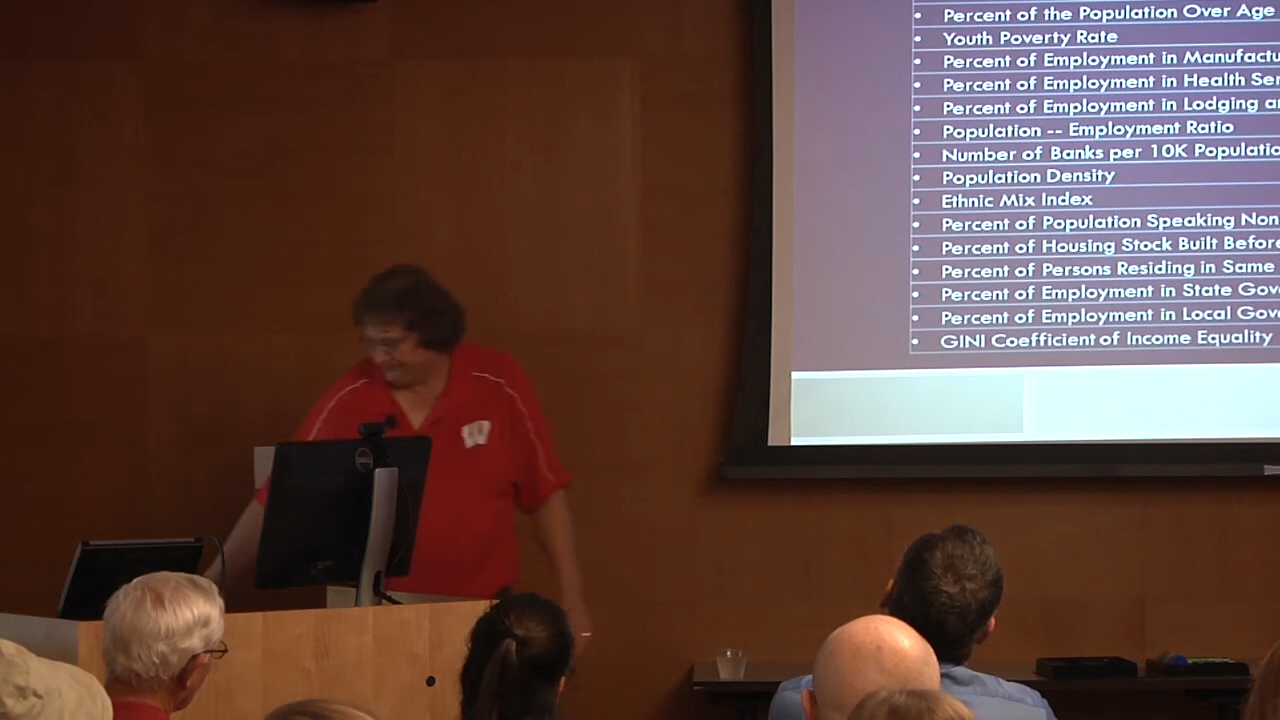 • Percent of the Population Over Age
• Youth Poverty Rate
• Percent of Employment in Manufactu
• Percent of Employment in Health Ser
• Percent of Employment in Lodging a
• Population -- Employment Ratio
• Number of Banks per 10K Populatio
• Population Density
• Ethnic Mix Index
• Percent of Population Speaking Non
• Percent of Housing Stock Built Before
• Percent of Persons Residing in Same
• Percent of Employment in State Gov
• Percent of Employment in Local Gov
• GINI Coefficient of Income Equality
W